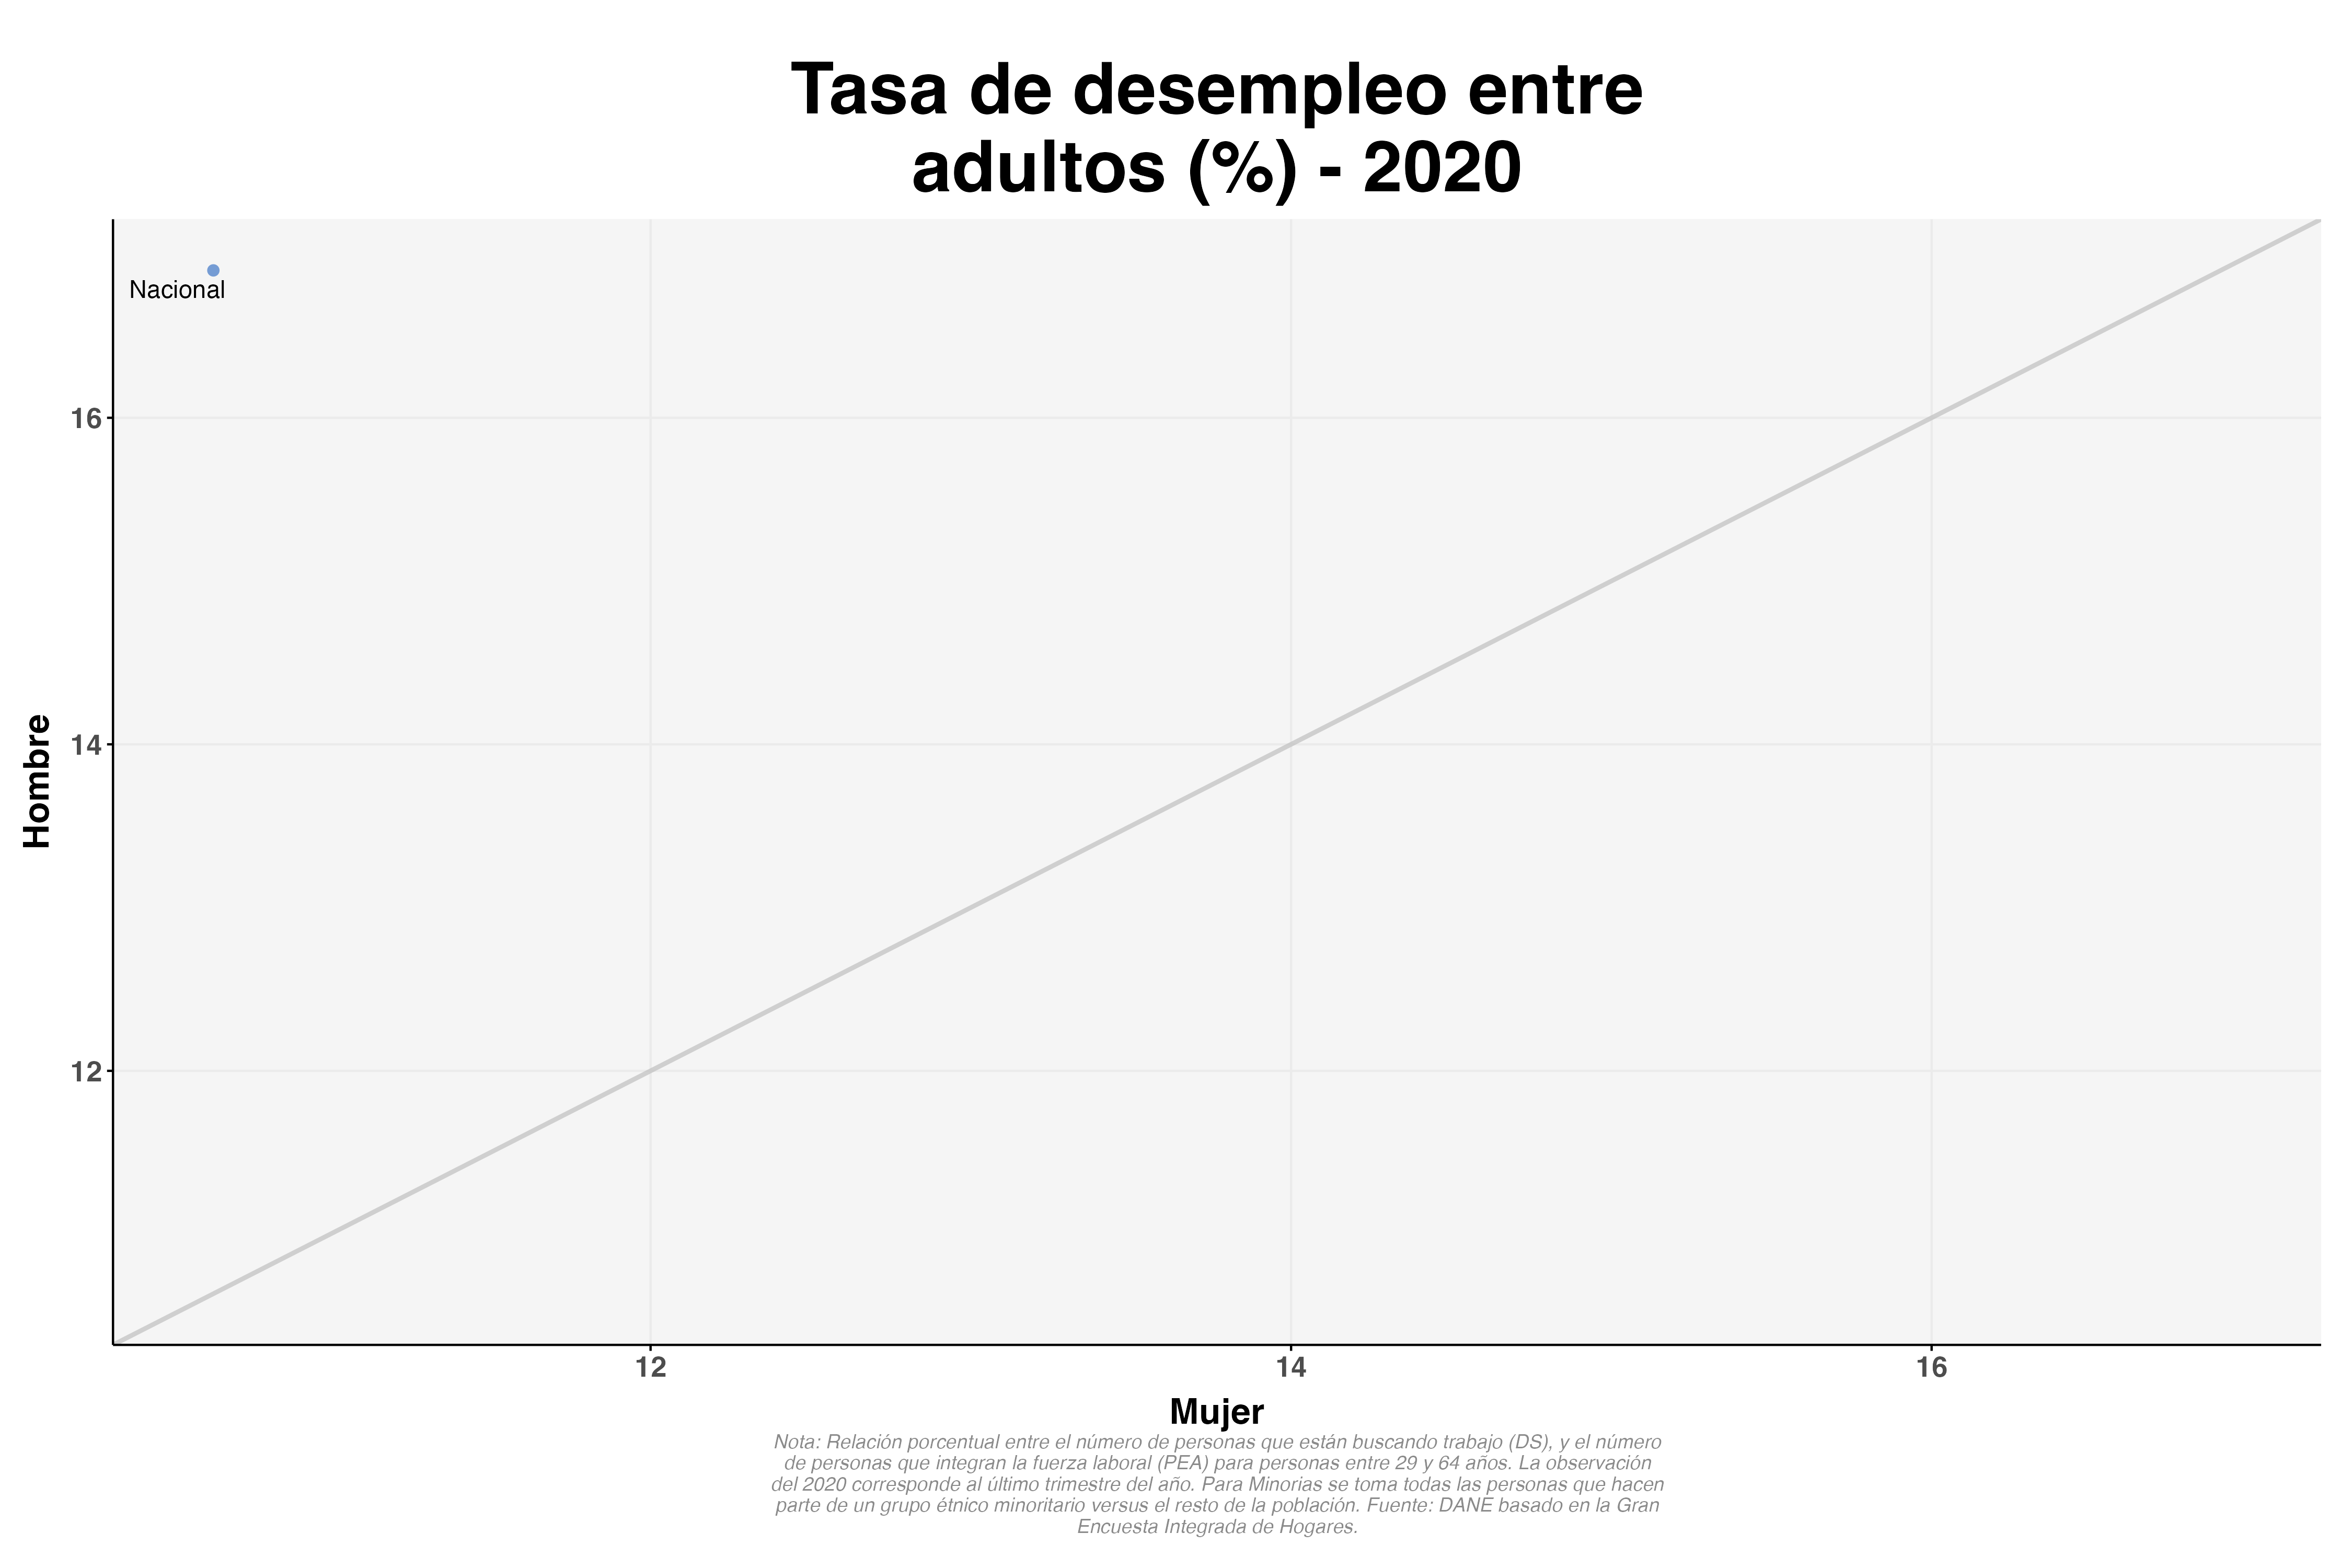 Tasa de desempleo entre
adultos (%) - 2020
Nacional
16
14
12
Hombre
12
14
16
Mujer
Nota: Relación porcentual entre el número de personas que están buscando trabajo (DS), y el número
de personas que integran la fuerza laboral (PEA) para personas entre 29 y 64 años. La observación
del 2020 corresponde al último trimestre del año. Para Minorias se toma todas las personas que hacen
parte de un grupo étnico minoritario versus el resto de la población. Fuente: DANE basado en la Gran
Encuesta Integrada de Hogares.